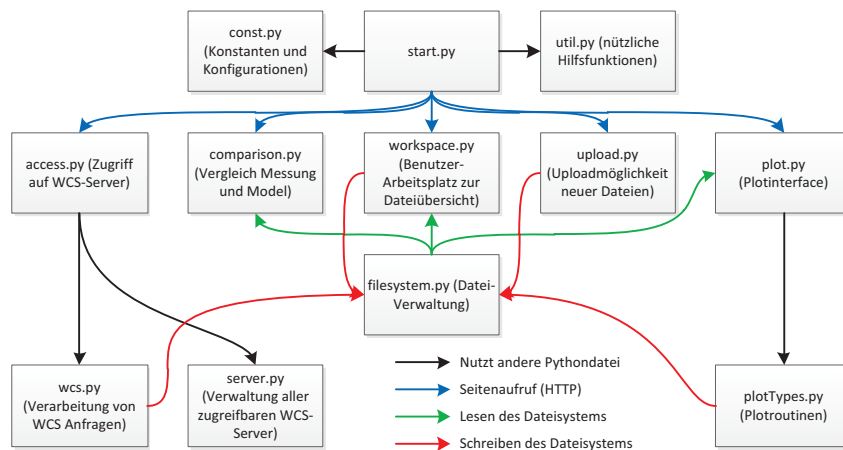 const.py
(Konstanten und
Konfigurationen)
start.py
util.py (nützliche
Hilfsfunktionen)
access.py (Zugriff
auf WCS-Server)
comparison.py
(Vergleich Messung
und Model)
workspace.py
(Benutzer-
Arbeitsplatz zur
Dateiübersicht)
upload.py
(Uploadmöglichkeit
neuer Dateien)
plot.py
(Plotinterface)
filesystem.py (Datei-
Verwaltung)
wcs.py
(Verarbeitung von
WCS Anfragen)
server.py
(Verwaltung aller
zugreifbaren WCS-
Server)
Nutzt andere Pythondatei
Seitenaufruf (HTTP)
Lesen des Dateisystems
Schreiben des Dateisystems
plotTypes.py
(Plotroutinen)